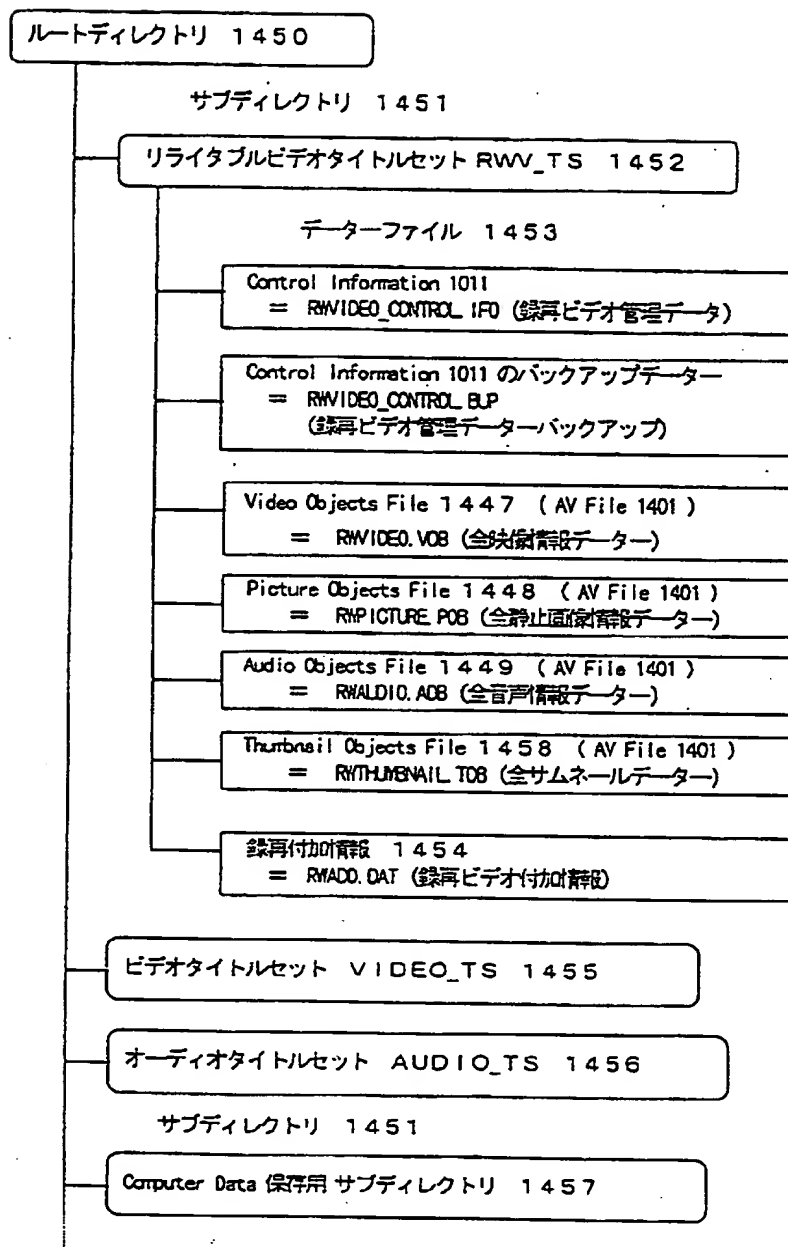 ルートディレクトリ 1450
サブディレクトリ 1451
リライタブルビデオタイトルセット RWV_TS 1452
データーファイル 1453
Control Information 1011
= RWVIDEO_CONTROL.IFO (録再ビデオ管理データ)
Control Information 1011 のバックアップデーター
= RWVIDEO_CONTROL.BUP
(録再ビデオ管理データーバックアップ)
Video Objects File 1447 ( AV File 1401 )
= RWVIDEO.VOB (全映像情報データー)
Picture Objects File 1448 ( AV File 1401 )
= RWPICTURE.POB (全静止画像情報データー)
Audio Objects File 1449 ( AV File 1401 )
= RWAUDIO.AOB (全音声情報データー)
Thumbnail Objects File 1458 ( AV File 1401 )
= RWTHUMBNAIL.TOB (全サムネールデーター)
録再付加情報 1454
= RWADD.DAT (録再ビデオ付加情報)
ビデオタイトルセット VIDEO_TS 1455
オーディオタイトルセット AUDIO_TS 1456
サブディレクトリ 1451
Computer Data 保存用 サブディレクトリ 1457